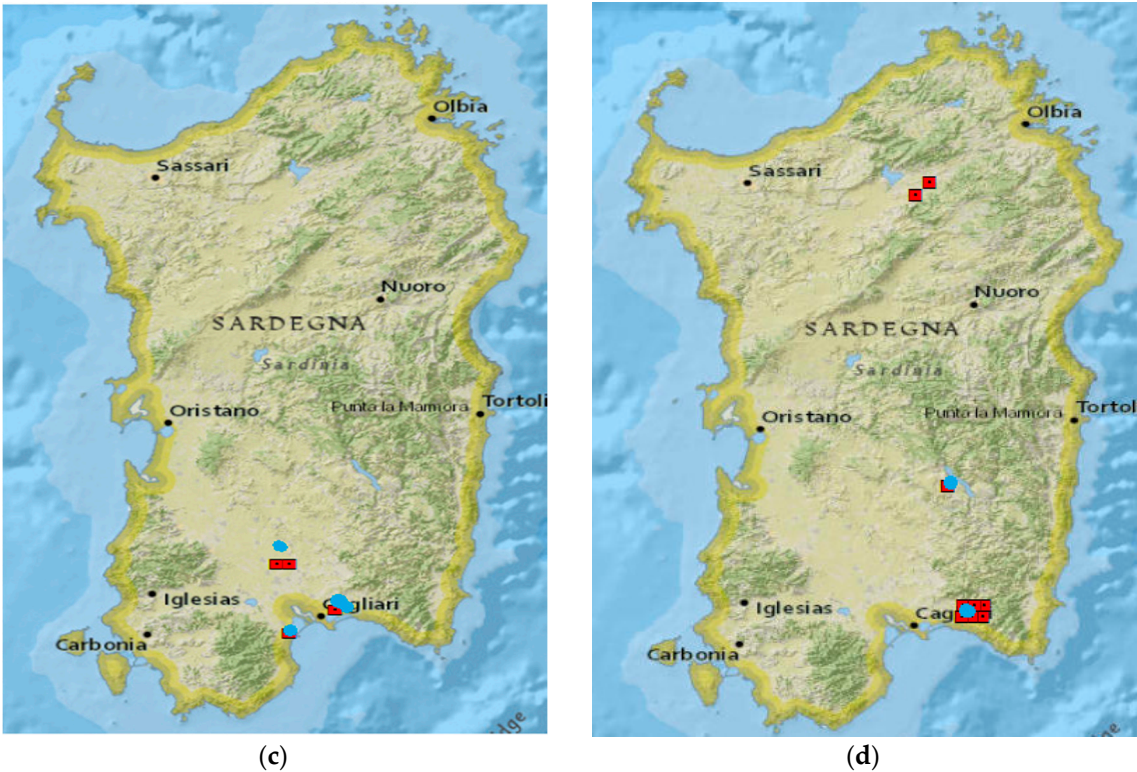 Olbia
Sassari
Nuoro
SARDEGNA
Sardinia
Punta la Marmora
Tortoli
Oristano
Iglesias
Cagliari
Carbonia
(c)
Olbia
Sassari
Nuoro
SARDEGNA
Sardinia
Punta la Marmora
Tortol
Oristano
Iglesias
Cag
Carbonia
(d)